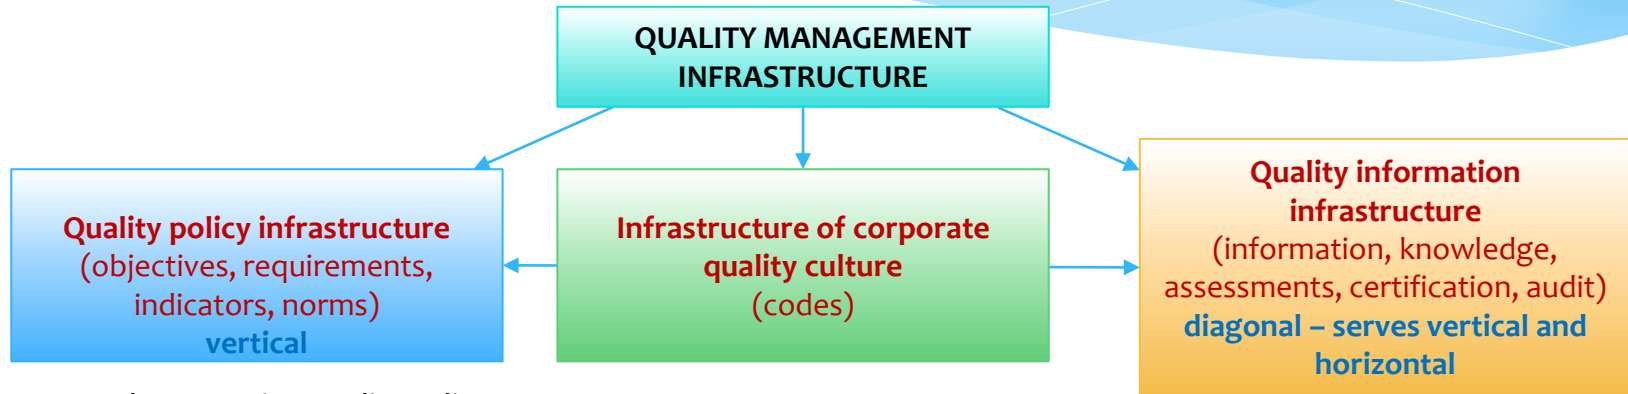 QUALITY MANAGEMENT
INFRASTRUCTURE
Quality policy infrastructure
(objectives, requirements,
indicators, norms)
vertical
Infrastructure of corporate
quality culture
(codes)
Quality information
infrastructure
(information, knowledge,
assessments, certification, audit)
diagonal – serves vertical and
horizontal